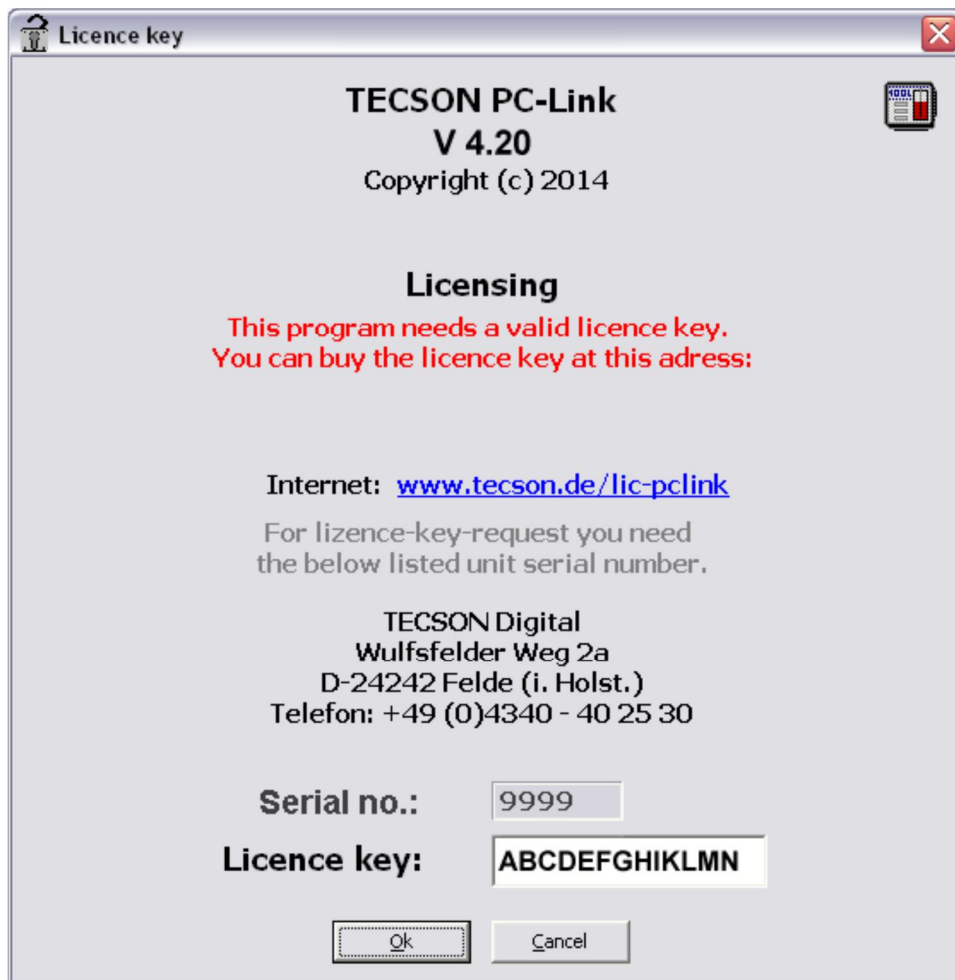 Licence key
TECSON PC-Link
V 4.20
Copyright (c) 2014
Licensing
This program needs a valid licence key.
You can buy the licence key at this adress:
Internet: www.tecson.de/lic-pclink
For lizence-key-request you need
the below listed unit serial number.
TECSON Digital
Wulfsfelder Weg 2a
D-24242 Felde (i. Holst.)
Telefon: +49 (0)4340 - 40 25 30
Serial no.: 9999
Licence key: ABCDEFGHIKLMN
Ok Cancel